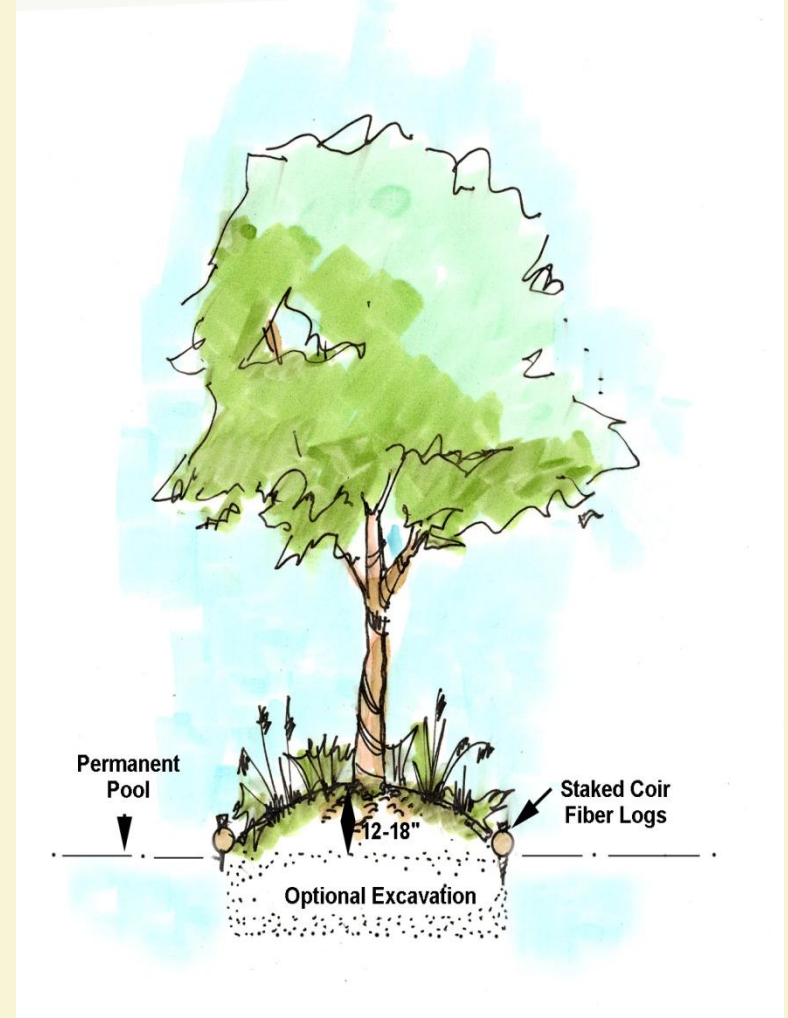 Permanent
Pool
Staked Coir
Fiber Logs
12-18"
Optional Excavation